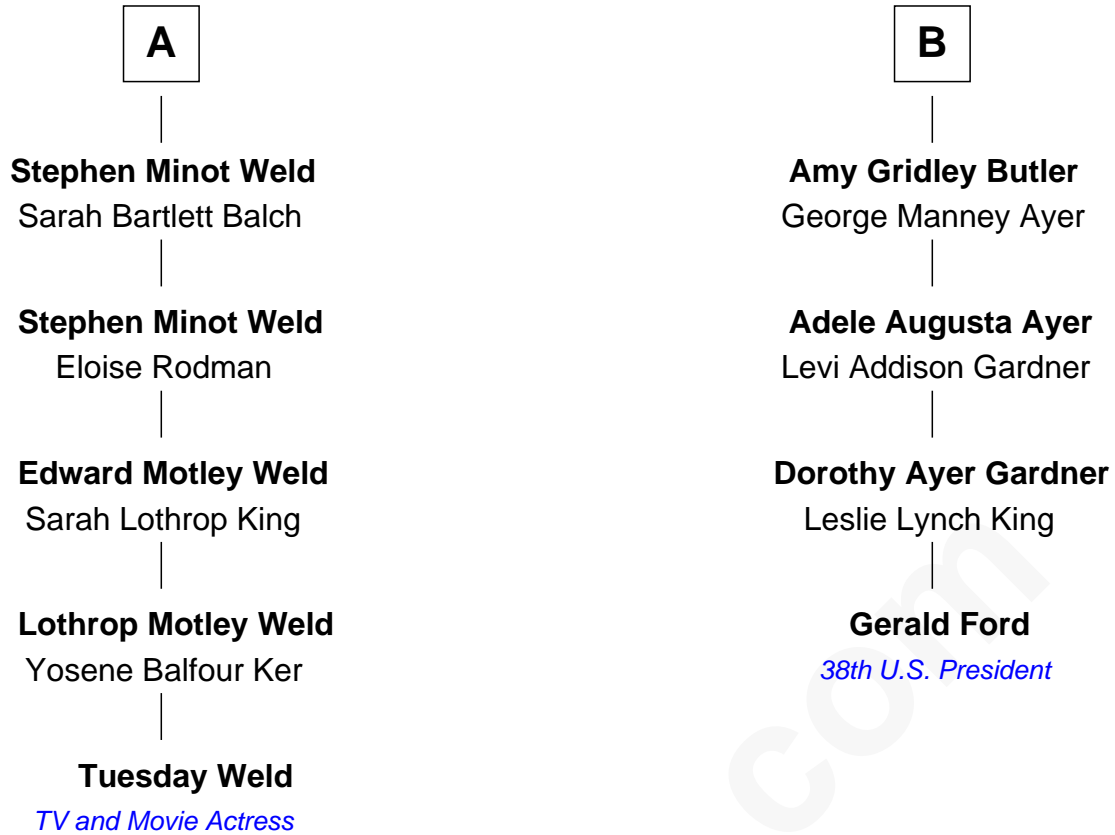 A
Stephen Minot Weld
Sarah Bartlett Balch
Stephen Minot Weld
Eloise Rodman
Edward Motley Weld
Sarah Lothrop King
Lothrop Motley Weld
Yosene Balfour Ker
Tuesday Weld
TV and Movie Actress
B
Amy Gridley Butler
George Manney Ayer
Adele Augusta Ayer
Levi Addison Gardner
Dorothy Ayer Gardner
Leslie Lynch King
Gerald Ford
38th U.S. President
com